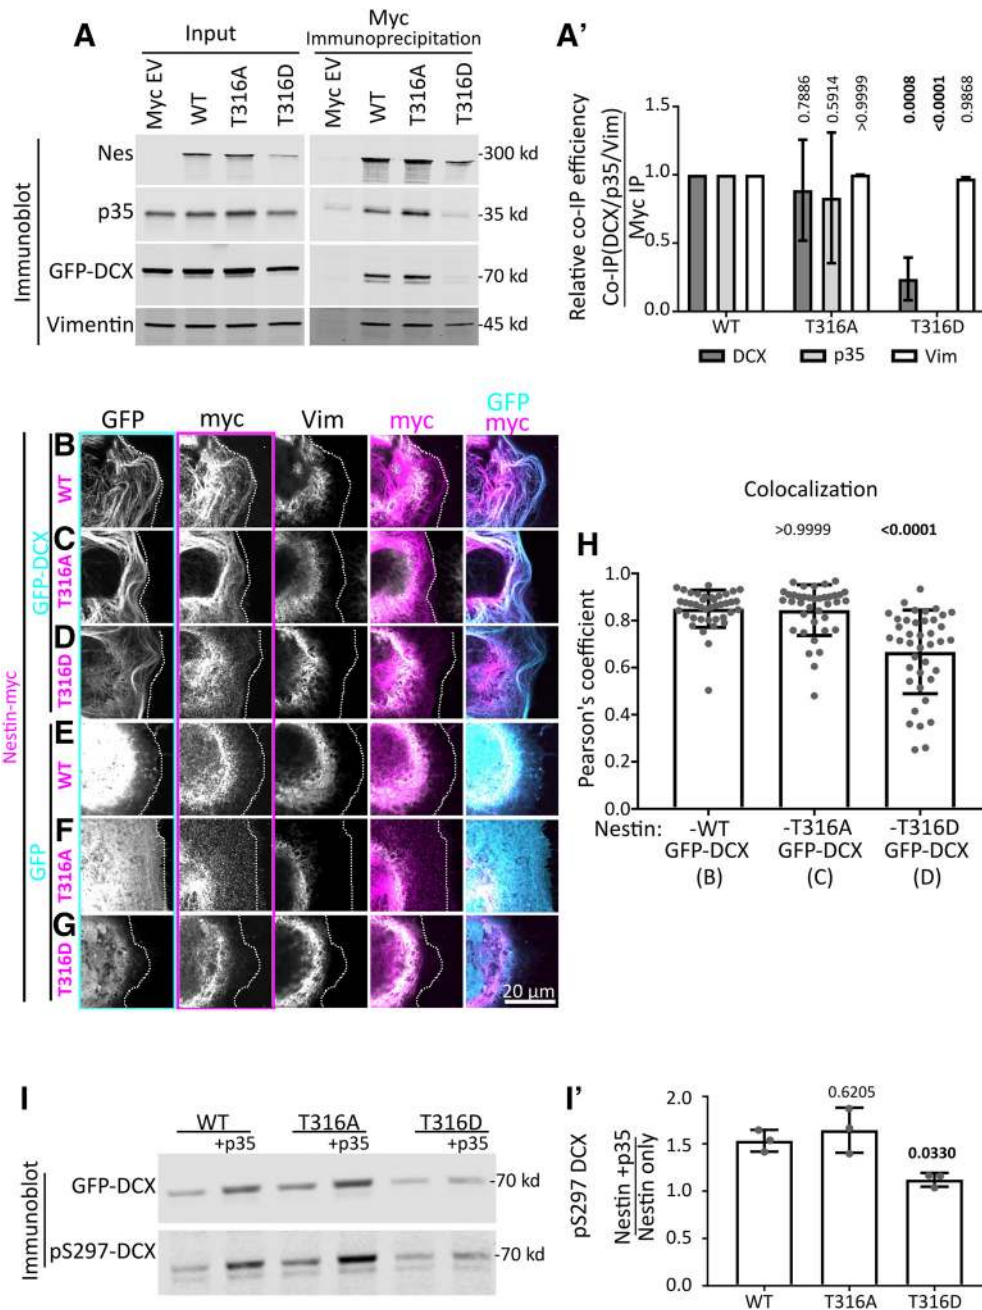 A
Input
Myc
Immunoprecipitation
Myc EV
WT
T316A
T316D
Myc EV
WT
T316A
T316D
Immunoblot
Nes
-300 kd
p35
-35 kd
GFP-DCX
-70 kd
Vimentin
-45 kd
A'
Relative co-IP efficiency
Co-IP(DCX/p35/Vim)
Myc IP
0.7886
0.5914
>0.9999
0.0008
<0.0001
0.9868
1.5
1.0
0.5
0.0
WT
T316A
T316D
DCX
p35
Vim
GFP
myc
Vim
myc
GFP
myc
Nestin-myc
GFP-DCX
B
WT
C
T316A
D
T316D
GFP
E
WT
F
T316A
G
T316D
20 µm
H
Colocalization
>0.9999
<0.0001
Pearson's coefficient
1.0
0.8
0.6
0.4
0.2
0.0
Nestin:
-WT
-T316A
-T316D
GFP-DCX
GFP-DCX
GFP-DCX
(B)
(C)
(D)
I
WT
T316A
T316D
+p35
+p35
+p35
Immunoblot
GFP-DCX
-70 kd
pS297-DCX
-70 kd
I'
pS297 DCX
Nestin +p35
Nestin only
0.6205
0.0330
2.0
1.5
1.0
1.5
0.0
WT
T316A
T316D